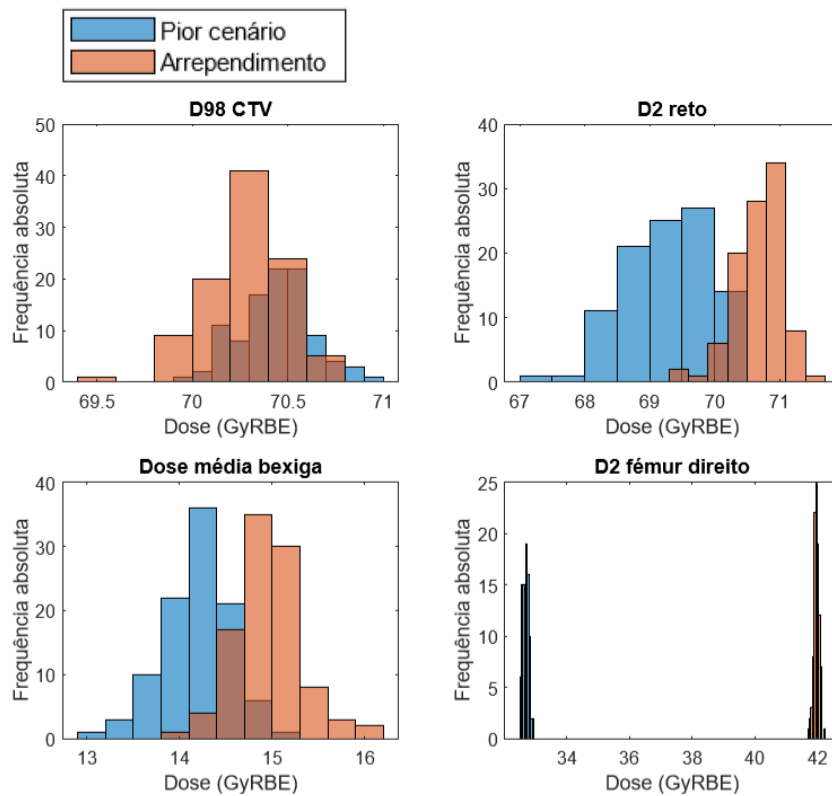 Pior cenário
Arrependimento
D98 CTV
50
40
30
20
10
0
Frequência absoluta
69.5
70
70.5
71
Dose (GyRBE)
D2 reto
40
30
20
10
0
Frequência absoluta
67
68
69
70
71
Dose (GyRBE)
Dose média bexiga
40
30
20
10
0
Frequência absoluta
13
14
15
16
Dose (GyRBE)
D2 fémur direito
25
20
15
10
5
0
Frequência absoluta
34
36
38
40
42
Dose (GyRBE)